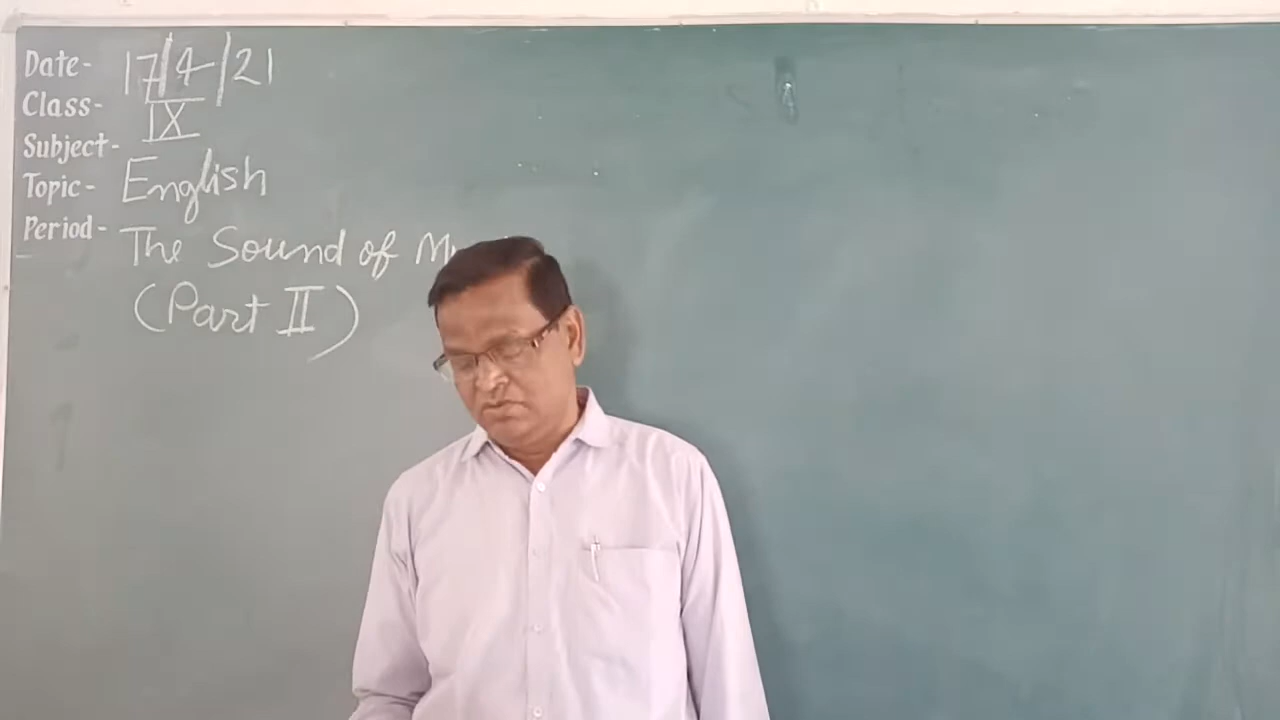 Date- 17/4/21
Class- IX
Subject-
Topic- English
Period- The Sound of
(Part II)